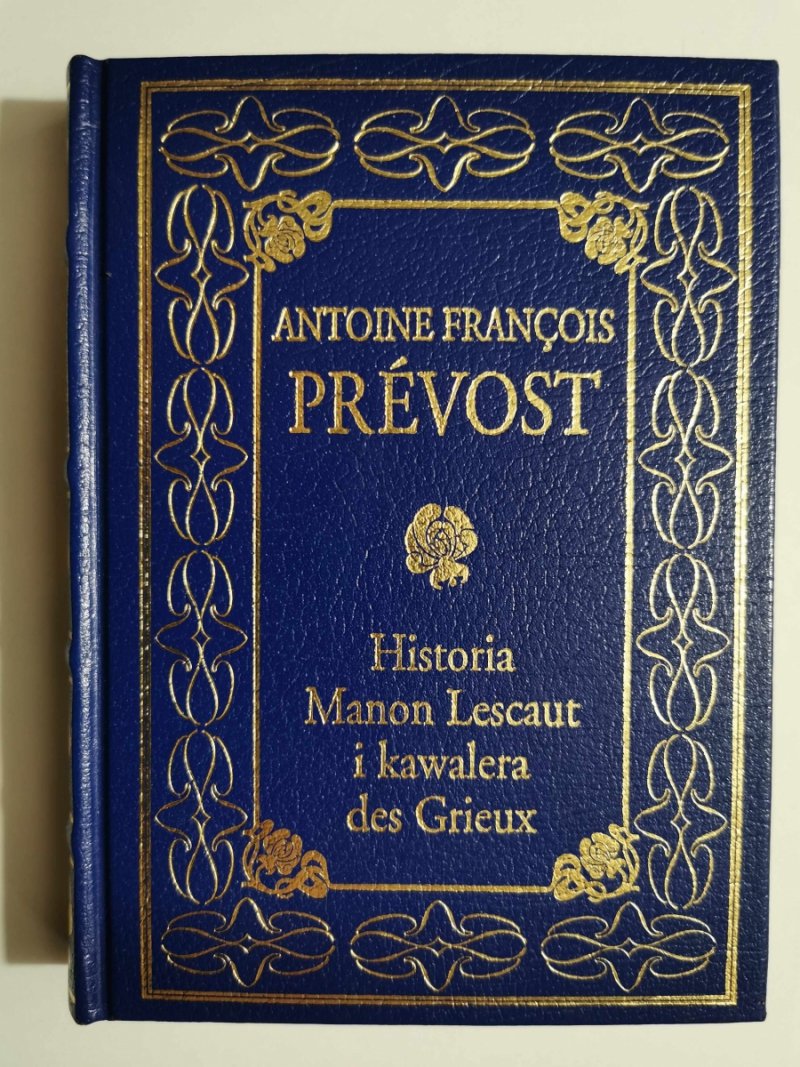 ANTOINE FRANÇOIS
PRÉVOST
Historia
Manon Lescaut
i kawalera
des Grieux